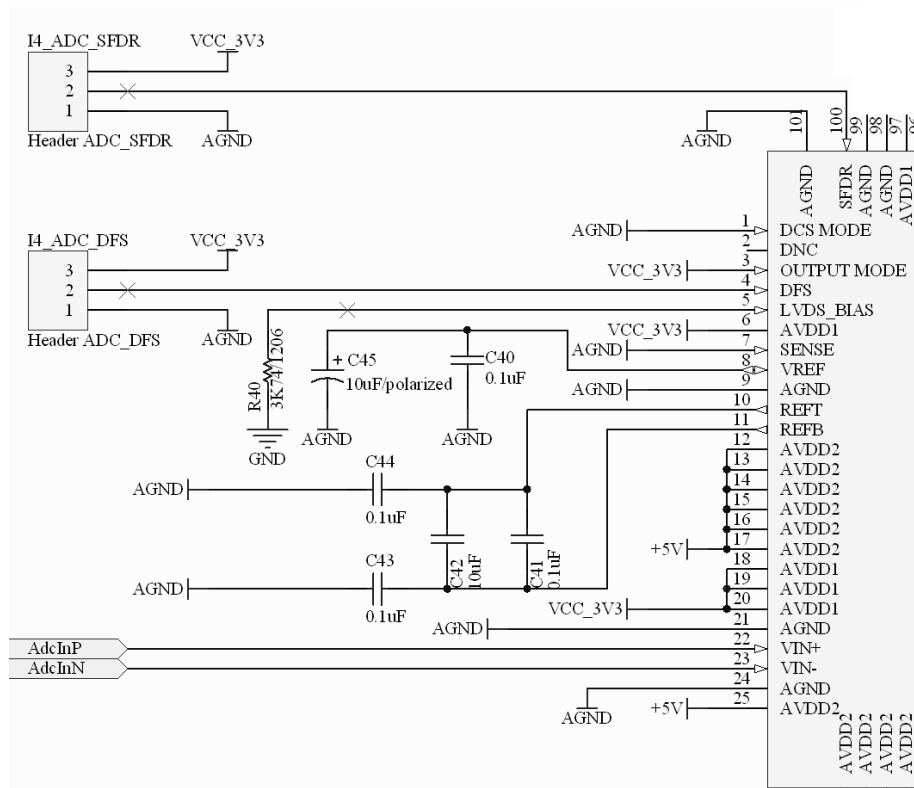 I4_ADC_SFDR
VCC_3V3
3
2
1
Header ADC_SFDR
AGND
AGND
101
100
99
98
97
AGND
SFDR
AGND
AGND
AVDD1
I4_ADC_DFS
VCC_3V3
3
2
1
Header ADC_DFS
AGND
AGND
1
DCS MODE
2
DNC
VCC_3V3
3
OUTPUT MODE
4
DFS
5
LVDS_BIAS
VCC_3V3
6
AVDD1
AGND
7
SENSE
8
VREF
AGND
9
AGND
10
REFT
11
REFB
12
AVDD2
13
AVDD2
14
AVDD2
15
AVDD2
16
AVDD2
+5V
17
AVDD2
18
AVDD1
19
AVDD1
VCC_3V3
20
AVDD1
AGND
21
AGND
22
VIN+
23
VIN-
24
AGND
+5V
25
AVDD2
AGND
R40
3K74/1206
GND
+ C45
10uF/polarized
AGND
C40
0.1uF
AGND
AGND
C44
0.1uF
AGND
C43
0.1uF
C42
10uF
C41
0.1uF
AdcInP
AdcInN
AVDD2
AVDD2
AVDD2
AVDD2